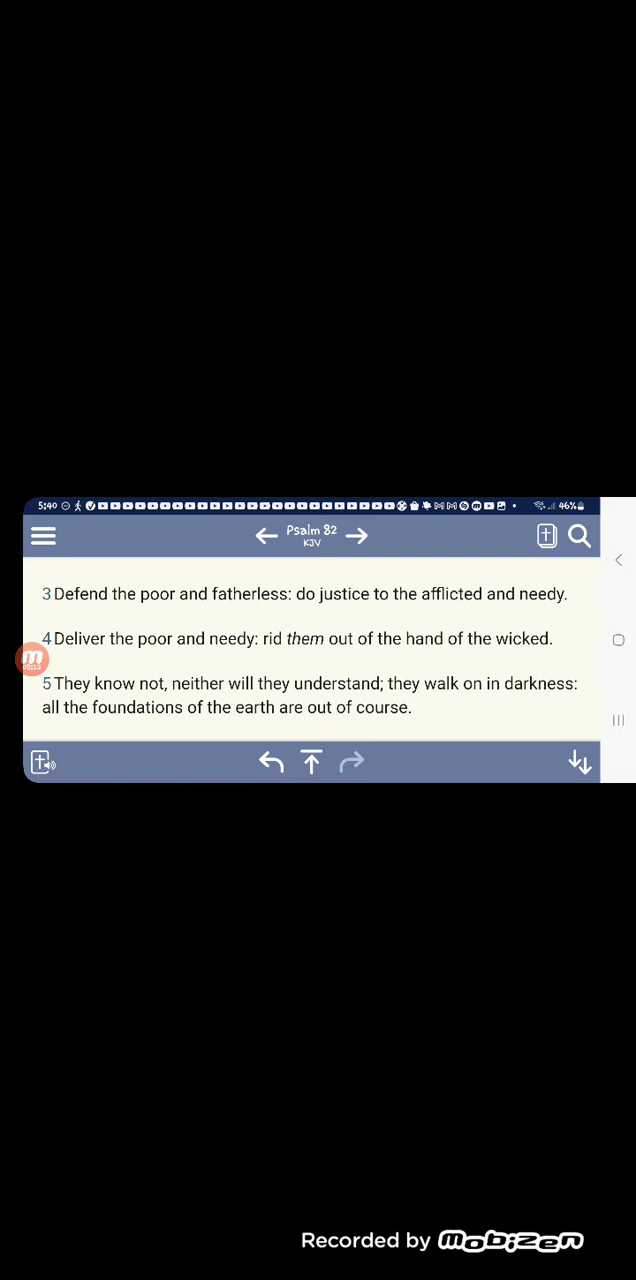 5:40
46%
Psalm 82
KJV
3 Defend the poor and fatherless: do justice to the afflicted and needy.
4 Deliver the poor and needy: rid them out of the hand of the wicked.
5 They know not, neither will they understand; they walk on in darkness:
all the foundations of the earth are out of course.
Recorded by mobizen